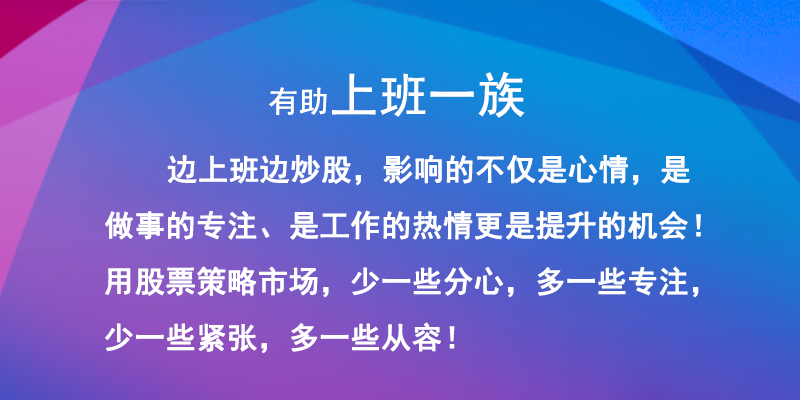 有助上班一族
边上班边炒股，影响的不仅是心情，是
做事的专注、是工作的热情更是提升的机会！
用股票策略市场，少一些分心，多一些专注，
少一些紧张，多一些从容！